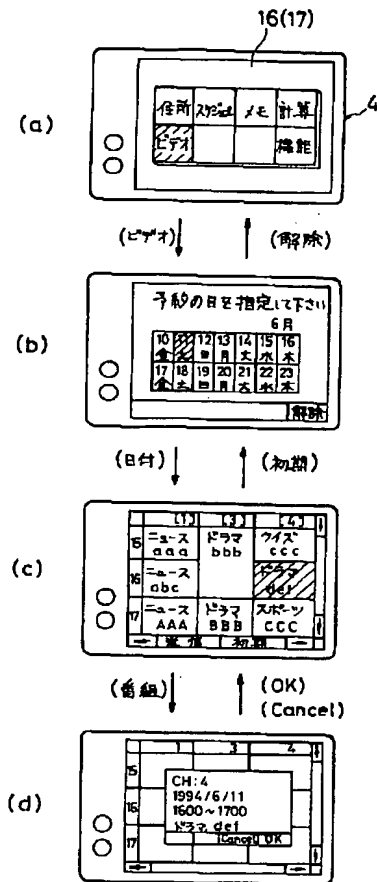 16(17)
4
(a)
住所 スケジュール メモ 計算
ビデオ 機能
(ビデオ) (解除)
(b)
予約の日を指定して下さい
6月
10 11 12 13 14 15 16
金 土 日 月 火 水 木
17 18 19 20 21 22 23
金 土 日 月 火 水 木
解除
(日付) (初期)
(c)
[1] [3] [4]
15 ニュース ドラマ クイズ
aaa bbb ccc
16 ニュース ドラマ
abc def
17 ニュース ドラマ スポーツ
AAA BBB CCC
初期
(番組) (OK)
(Cancel)
(d)
1 3 4
15
CH:4
1994/6/11
16 1600~1700
ドラマ def
17 Cancel OK